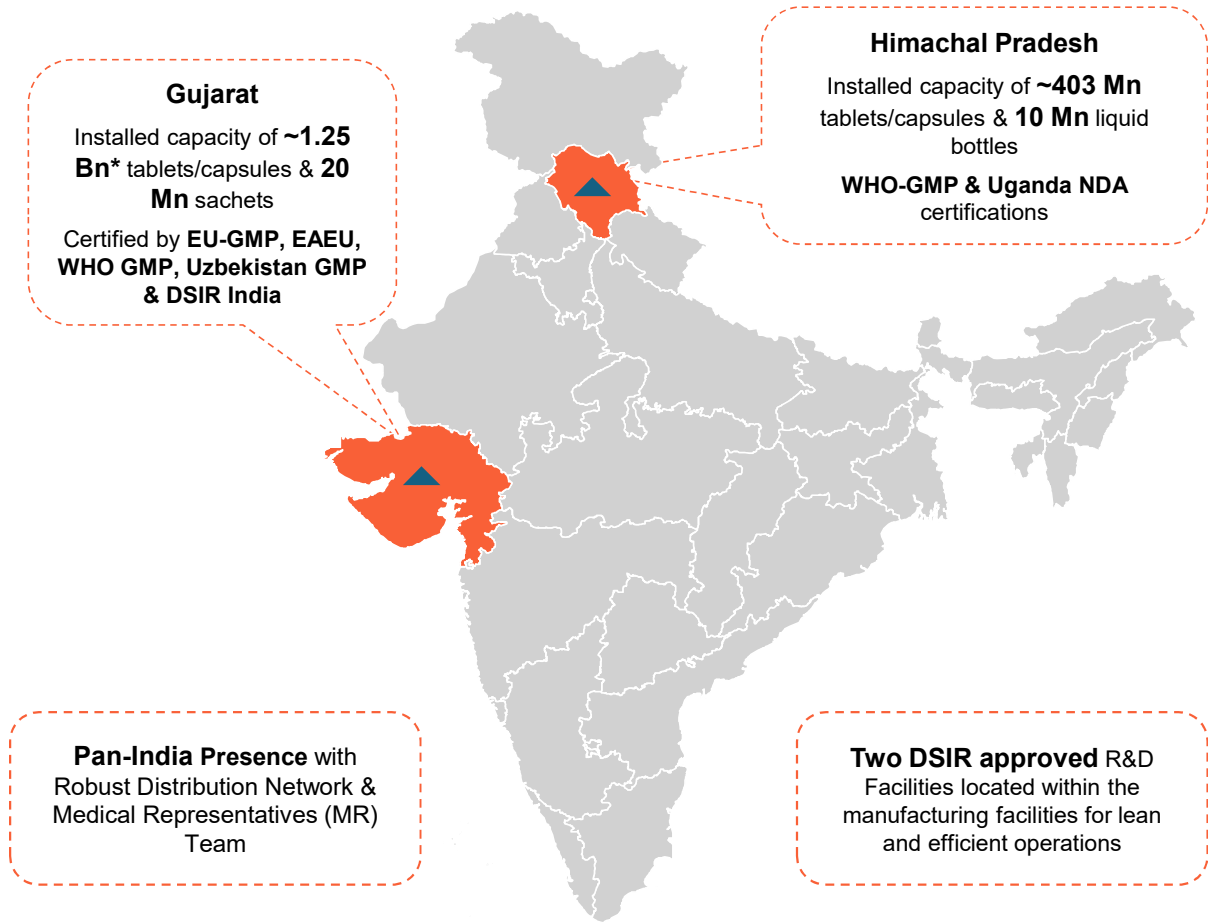 Gujarat
Installed capacity of ~1.25
Bn* tablets/capsules & 20
Mn sachets
Certified by EU-GMP, EAEU,
WHO GMP, Uzbekistan GMP
& DSIR India
Himachal Pradesh
Installed capacity of ~403 Mn
tablets/capsules & 10 Mn liquid
bottles
WHO-GMP & Uganda NDA
certifications
Pan-India Presence with
Robust Distribution Network &
Medical Representatives (MR)
Team
Two DSIR approved R&D
Facilities located within the
manufacturing facilities for lean
and efficient operations